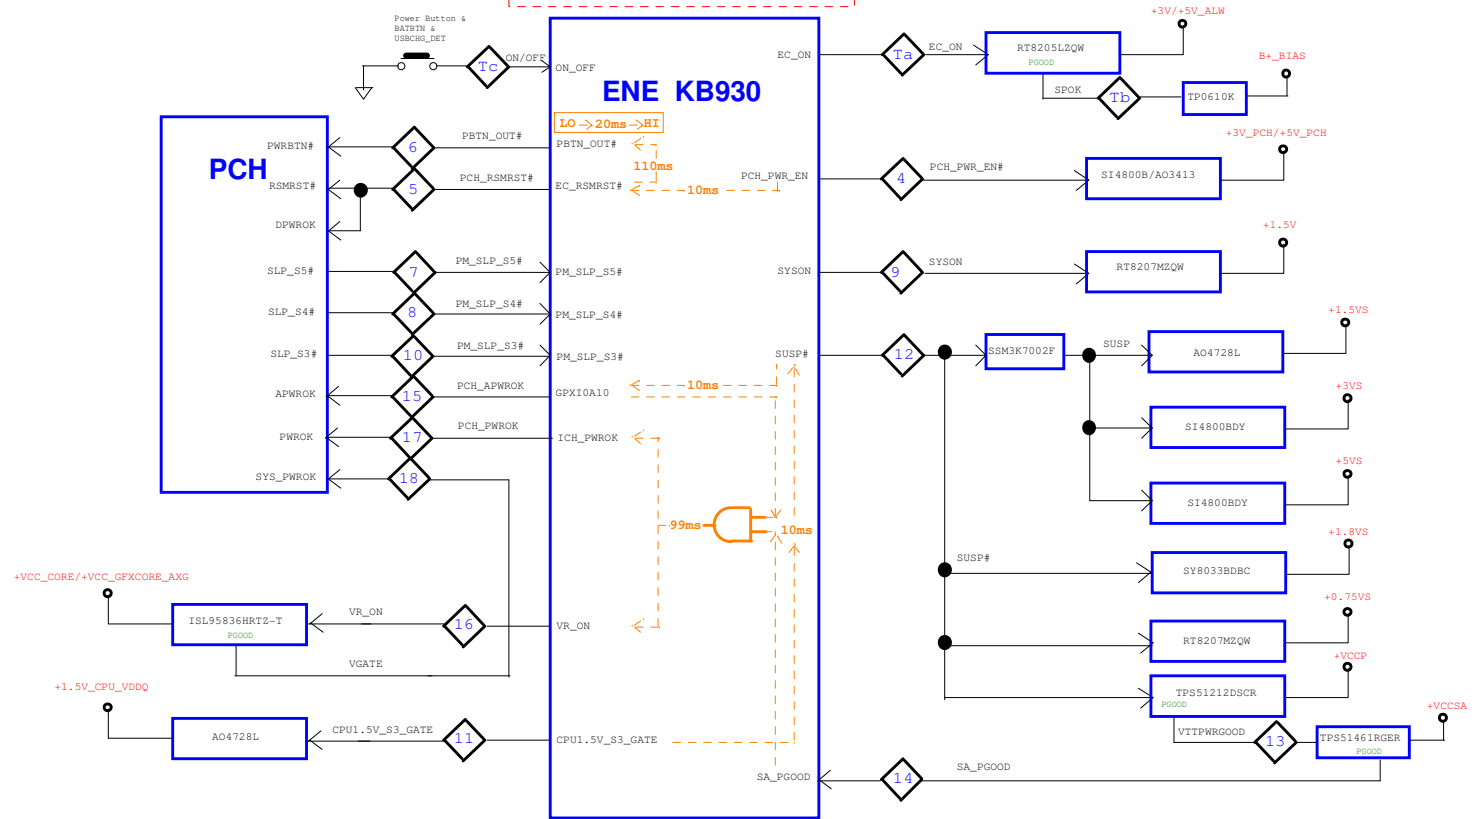 Power Button &
BATBTN &
USBCHG_DET
Tc
ON/OFF
ON_OFF
ENE KB930
EC_ON
Ta
EC_ON
RT8205LZQW
PGOOD
+3V/+5V_ALW
SPOK
Tb
TP0610K
B+_BIAS
LO->20ms->HI
PCH
PWRBTN#
6
PBTN_OUT#
PBTN_OUT#
110ms
RSMRST#
5
PCH_RSMRST#
EC_RSMRST#
10ms
PCH_PWR_EN
4
PCH_PWR_EN#
SI4800B/AO3413
+3V_PCH/+5V_PCH
DPWROK
SLP_S5#
7
PM_SLP_S5#
PM_SLP_S5#
SYSON
9
SYSON
RT8207MZQW
+1.5V
SLP_S4#
8
PM_SLP_S4#
PM_SLP_S4#
SLP_S3#
10
PM_SLP_S3#
PM_SLP_S3#
SUSP#
12
SSM3K7002F
SUSP
AO4728L
+1.5VS
APWROK
15
PCH_APWROK
GPXI0A10
10ms
SI4800BDY
+3VS
PWROK
17
PCH_PWROK
ICH_PWROK
SYS_PWROK
18
SI4800BDY
+5VS
99ms
10ms
SUSP#
SY8033BDBC
+1.8VS
+VCC_CORE/+VCC_GFXCORE_AXG
ISL95836HRTZ-T
PGOOD
VR_ON
16
VR_ON
VGATE
RT8207MZQW
+0.75VS
TPS51212DSCR
PGOOD
+VCCP
+1.5V_CPU_VDDQ
AO4728L
CPU1.5V_S3_GATE
11
CPU1.5V_S3_GATE
VTTPWRGOOD
13
TPS51461RGER
PGOOD
+VCCSA
SA_PGOOD
14
SA_PGOOD